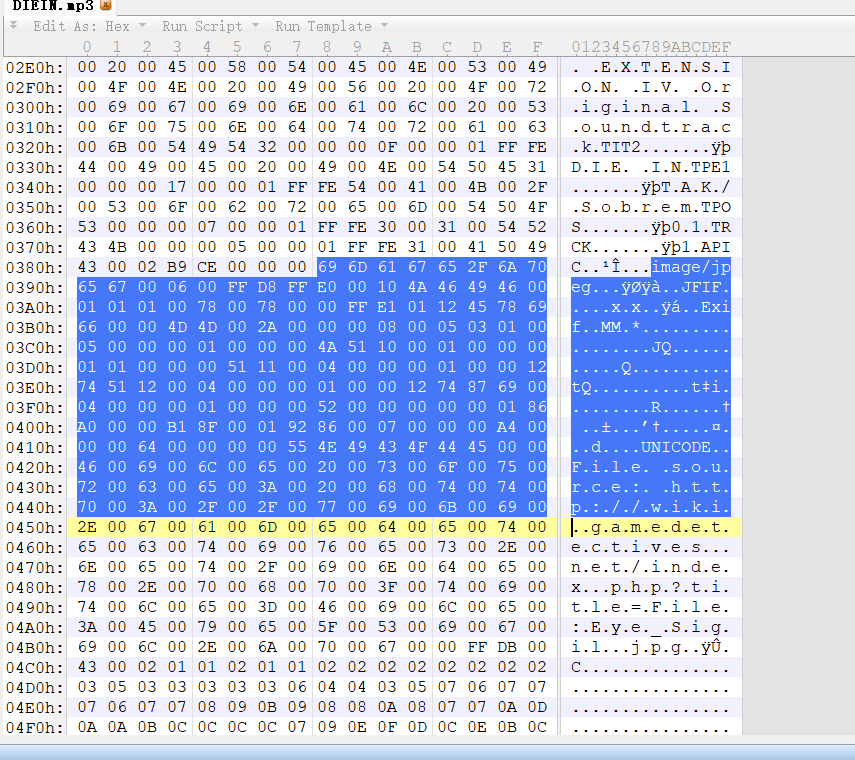 DIEIN.mp3
Edit As: Hex Run Script Run Template
0 1 2 3 4 5 6 7 8 9 A B C D E F 0123456789ABCDEF
02E0h: 00 20 00 45 00 58 00 54 00 45 00 4E 00 53 00 49 . .E.X.T.E.N.S.I
02F0h: 00 4F 00 4E 00 20 00 49 00 56 00 20 00 4F 00 72 .O.N. .I.V. .O.r
0300h: 00 69 00 67 00 69 00 6E 00 61 00 6C 00 20 00 53 .i.g.i.n.a.l. .S
0310h: 00 6F 00 75 00 6E 00 64 00 74 00 72 00 61 00 63 .o.u.n.d.t.r.a.c
0320h: 00 6B 00 54 49 54 32 00 00 00 0F 00 00 01 FF FE .k.TIT2.......ÿþ
0330h: 44 00 49 00 45 00 20 00 49 00 4E 00 54 50 45 31 D.I.E. .I.N.TPE1
0340h: 00 00 00 17 00 00 01 FF FE 54 00 41 00 4B 00 2F .......ÿþT.A.K./
0350h: 00 53 00 6F 00 62 00 72 00 65 00 6D 00 54 50 4F .S.o.b.r.e.m.TPO
0360h: 53 00 00 00 07 00 00 01 FF FE 30 00 31 00 54 52 S.......ÿþ0.1.TR
0370h: 43 4B 00 00 00 05 00 00 01 FF FE 31 00 41 50 49 CK.......ÿþ1.API
0380h: 43 00 02 B9 CE 00 00 00 69 6D 61 67 65 2F 6A 70 C..¹Î...image/jp
0390h: 65 67 00 06 00 FF D8 FF E0 00 10 4A 46 49 46 00 eg...ÿØÿà..JFIF.
03A0h: 01 01 01 00 78 00 78 00 00 FF E1 01 12 45 78 69 ....x.x..ÿá..Exi
03B0h: 66 00 00 4D 4D 00 2A 00 00 00 08 00 05 03 01 00 f..MM.*.........
03C0h: 05 00 00 00 01 00 00 00 4A 51 10 00 01 00 00 00 ........JQ......
03D0h: 01 01 00 00 00 51 11 00 04 00 00 00 01 00 00 12 .....Q..........
03E0h: 74 51 12 00 04 00 00 00 01 00 00 12 74 87 69 00 tQ..........t‡i.
03F0h: 04 00 00 00 01 00 00 00 52 00 00 00 00 00 01 86 ........R......†
0400h: A0 00 00 B1 8F 00 01 92 86 00 07 00 00 00 A4 00  ..±...’†.....¤.
0410h: 00 00 64 00 00 00 00 55 4E 49 43 4F 44 45 00 00 ..d....UNICODE..
0420h: 46 00 69 00 6C 00 65 00 20 00 73 00 6F 00 75 00 F.i.l.e. .s.o.u.
0430h: 72 00 63 00 65 00 3A 00 20 00 68 00 74 00 74 00 r.c.e.:. .h.t.t.
0440h: 70 00 3A 00 2F 00 2F 00 77 00 69 00 6B 00 69 00 p.:././.w.i.k.i.
0450h: 2E 00 67 00 61 00 6D 00 65 00 64 00 65 00 74 00 ..g.a.m.e.d.e.t.
0460h: 65 00 63 00 74 00 69 00 76 00 65 00 73 00 2E 00 e.c.t.i.v.e.s...
0470h: 6E 00 65 00 74 00 2F 00 69 00 6E 00 64 00 65 00 n.e.t./.i.n.d.e.
0480h: 78 00 2E 00 70 00 68 00 70 00 3F 00 74 00 69 00 x...p.h.p.?.t.i.
0490h: 74 00 6C 00 65 00 3D 00 46 00 69 00 6C 00 65 00 t.l.e.=.F.i.l.e.
04A0h: 3A 00 45 00 79 00 65 00 5F 00 53 00 69 00 67 00 :.E.y.e._.S.i.g.
04B0h: 69 00 6C 00 2E 00 6A 00 70 00 67 00 00 FF DB 00 i.l...j.p.g..ÿÛ.
04C0h: 43 00 02 01 01 02 01 01 02 02 02 02 02 02 02 02 C...............
04D0h: 03 05 03 03 03 03 03 06 04 04 03 05 07 06 07 07 ................
04E0h: 07 06 07 07 08 09 0B 09 08 08 0A 08 07 07 0A 0D ................
04F0h: 0A 0A 0B 0C 0C 0C 0C 07 09 0E 0F 0D 0C 0E 0B 0C ................